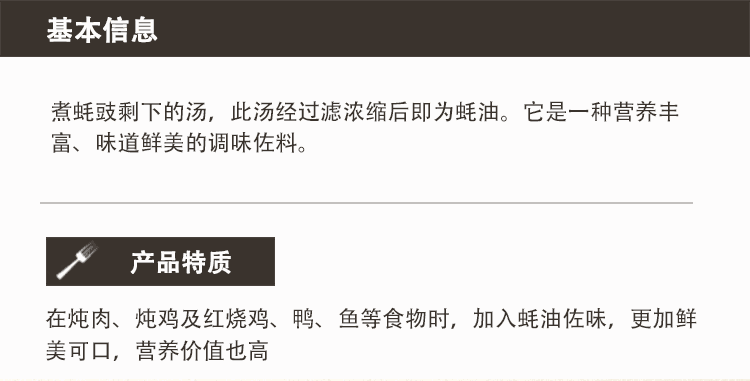 基本信息
煮蚝豉剩下的汤，此汤经过滤浓缩后即为蚝油。它是一种营养丰
富、味道鲜美的调味佐料。
产品特质
在炖肉、炖鸡及红烧鸡、鸭、鱼等食物时，加入蚝油佐味，更加鲜
美可口，营养价值也高